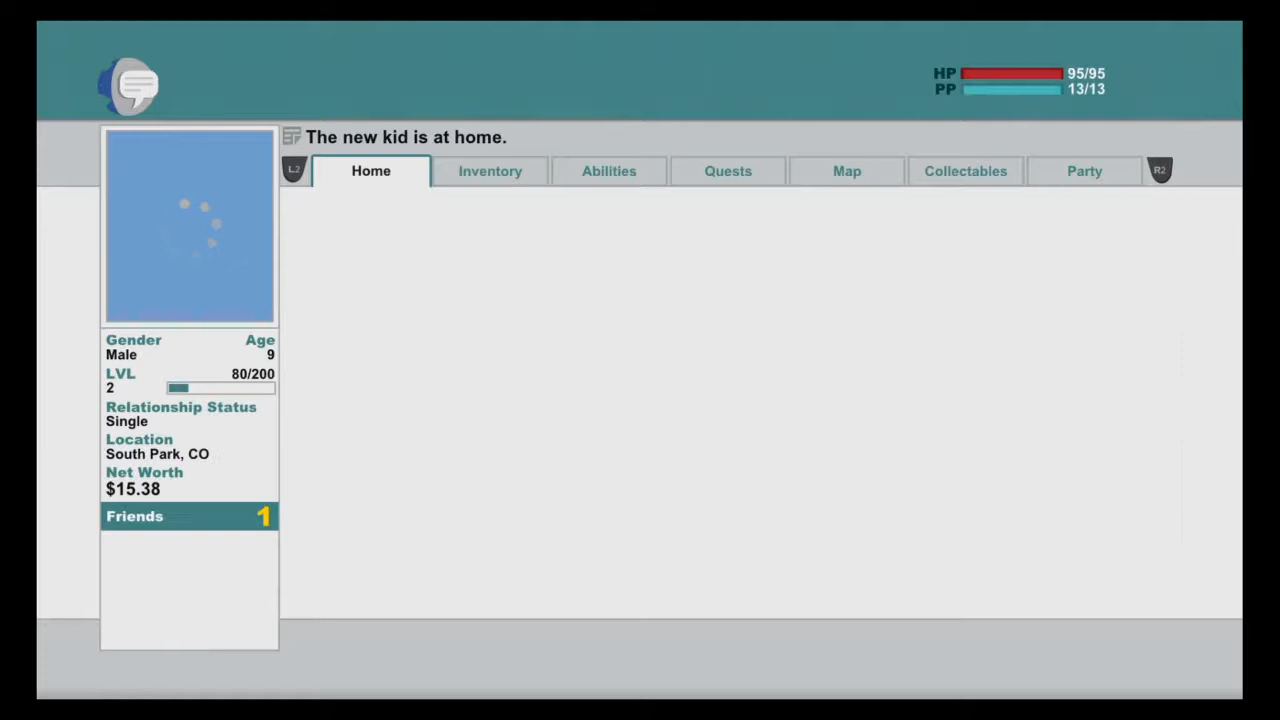 HP 95/95
PP 13/13
The new kid is at home.
L2 Home Inventory Abilities Quests Map Collectables Party R2
Gender Age
Male 9
LVL 80/200
2
Relationship Status
Single
Location
South Park, CO
Net Worth
$15.38
Friends 1